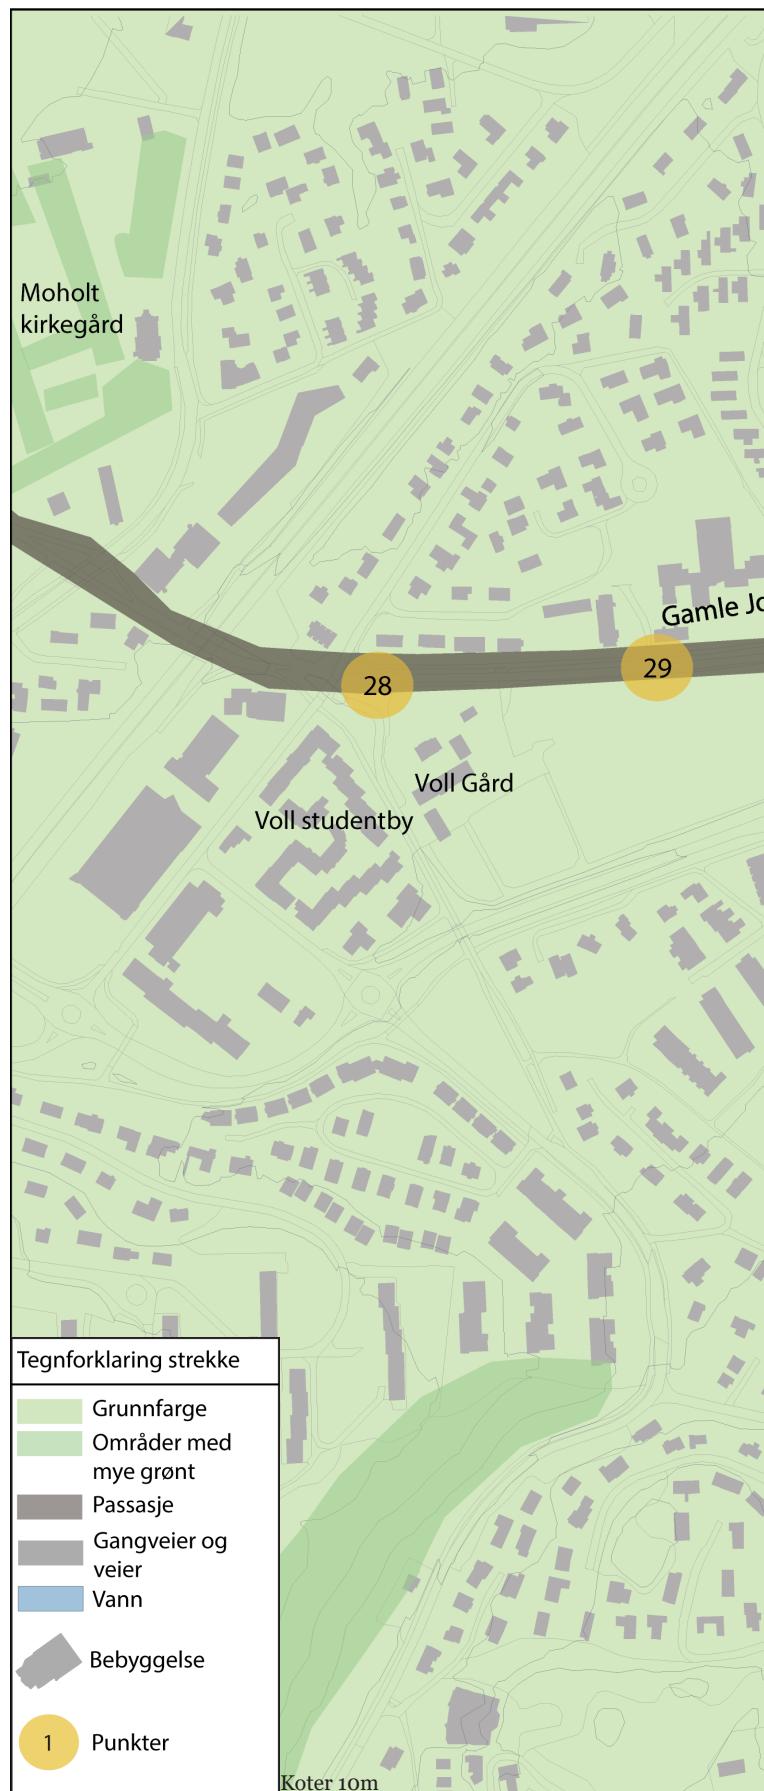 Moholt
kirkegård
Gamle Jo
28
29
Voll Gård
Voll studentby
Tegnforklaring strekke
Grunnfarge
Områder med
mye grønt
Passasje
Gangveier og
veier
Vann
Bebyggelse
1
Punkter
Koter 10m